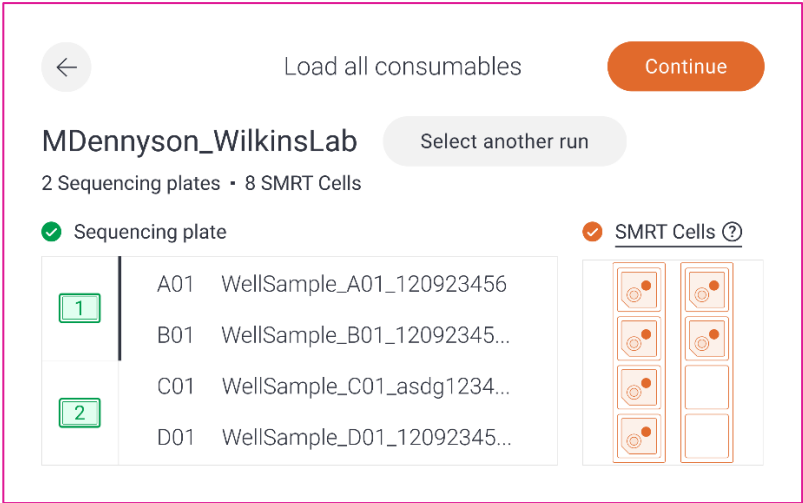 Load all consumables
Continue
MDennyson_WilkinsLab
Select another run
2 Sequencing plates • 8 SMRT Cells
Sequencing plate
1
A01 WellSample_A01_120923456
B01 WellSample_B01_12092345...
2
C01 WellSample_C01_asdg1234...
D01 WellSample_D01_12092345...
SMRT Cells ?